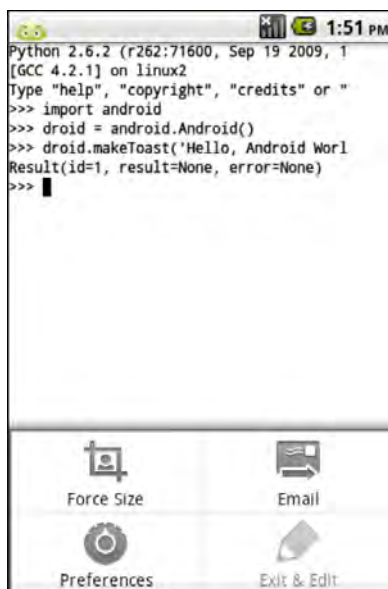 1:51 PM
Python 2.6.2 (r262:71600, Sep 19 2009, 1
[GCC 4.2.1] on linux2
Type "help", "copyright", "credits" or "
>>> import android
>>> droid = android.Android()
>>> droid.makeToast('Hello, Android Worl
Result(id=1, result=None, error=None)
>>>
Force Size Email
Preferences Exit & Edit